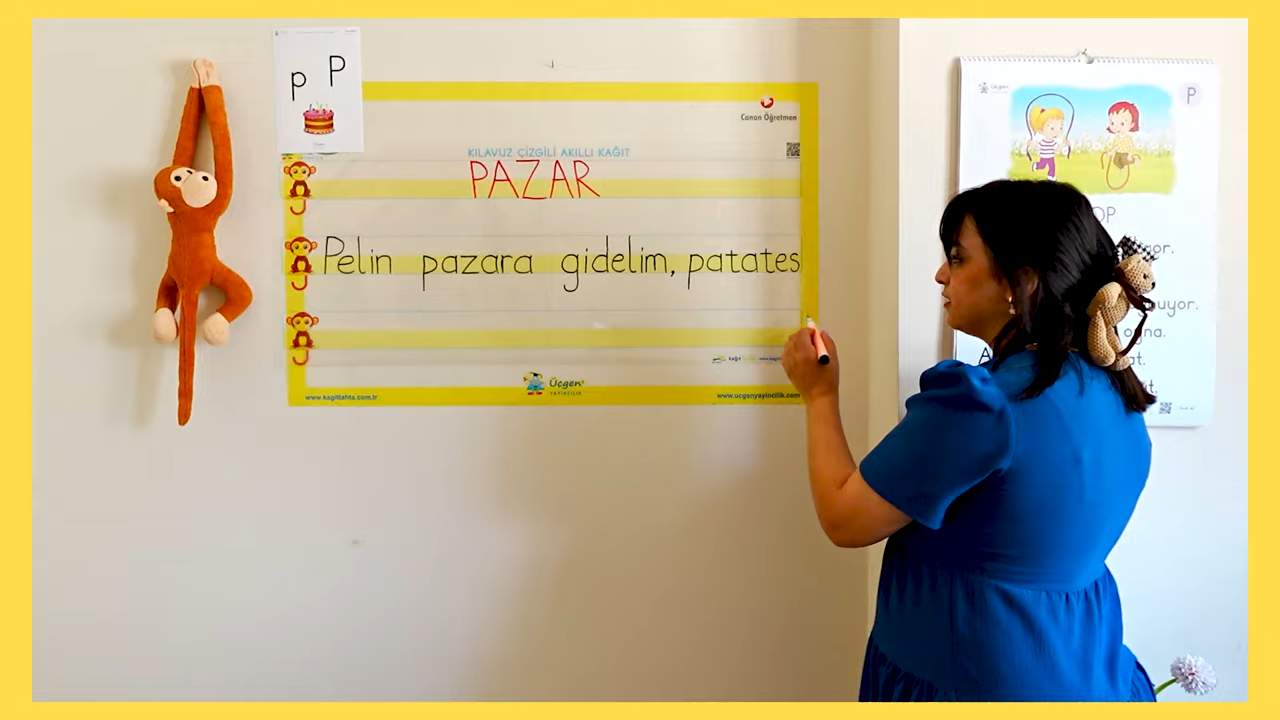 p P
Canan Öğretmen
KILAVUZ ÇİZGİLİ AKILLI KAĞIT
PAZAR
Pelin pazara gidelim, patates
Üçgen
YAYINCILIK
www.kagittahta.com.tr
www.ucgenyayincilik.com
P